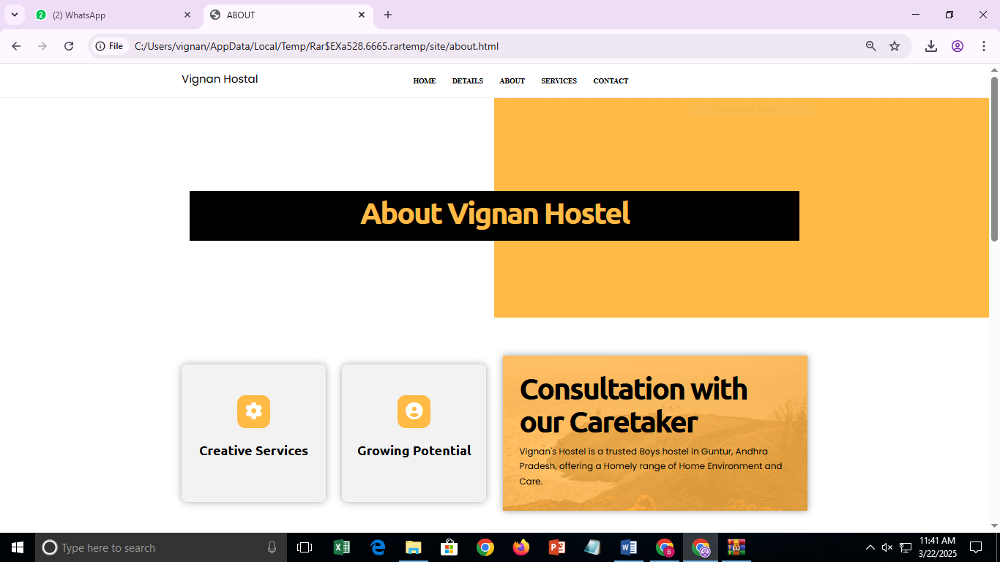 2
(2) WhatsApp
ABOUT
File
C:/Users/vignan/AppData/Local/Temp/Rar$EXa528.6665.rartemp/site/about.html
Vignan Hostal
HOME DETAILS ABOUT SERVICES CONTACT
Full-screen Snip
About Vignan Hostel
Creative Services
Growing Potential
Consultation with
our Caretaker
Vignan's Hostel is a trusted Boys hostel in Guntur, Andhra
Pradesh, offering a Homely range of Home Environment and
Care.
Type here to search
B
11:41 AM
3/22/2025